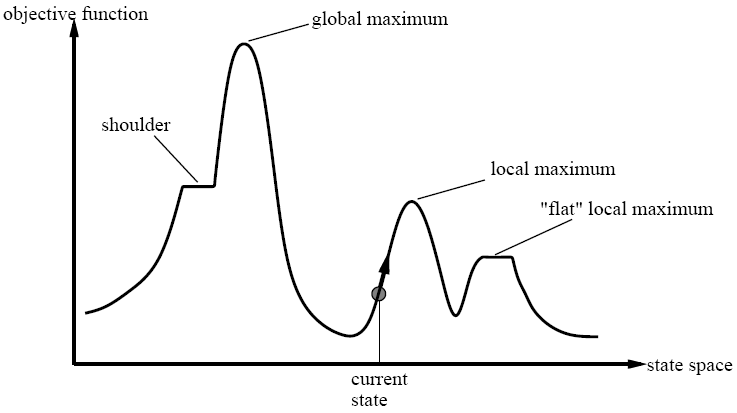 objective function
global maximum
shoulder
local maximum
"flat" local maximum
state space
current
state